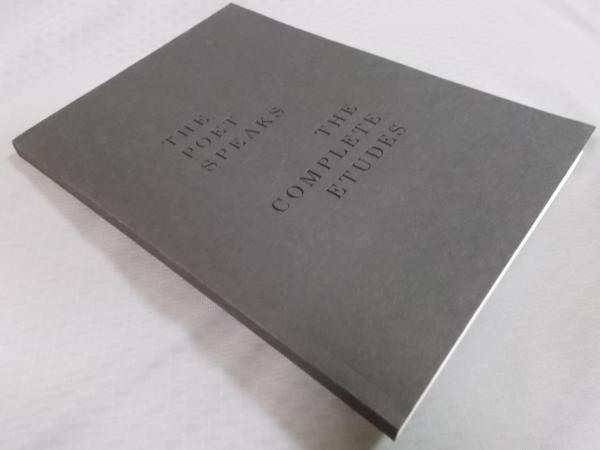 THE
POET
SPEAKS
THE
COMPLETE
ETUDES